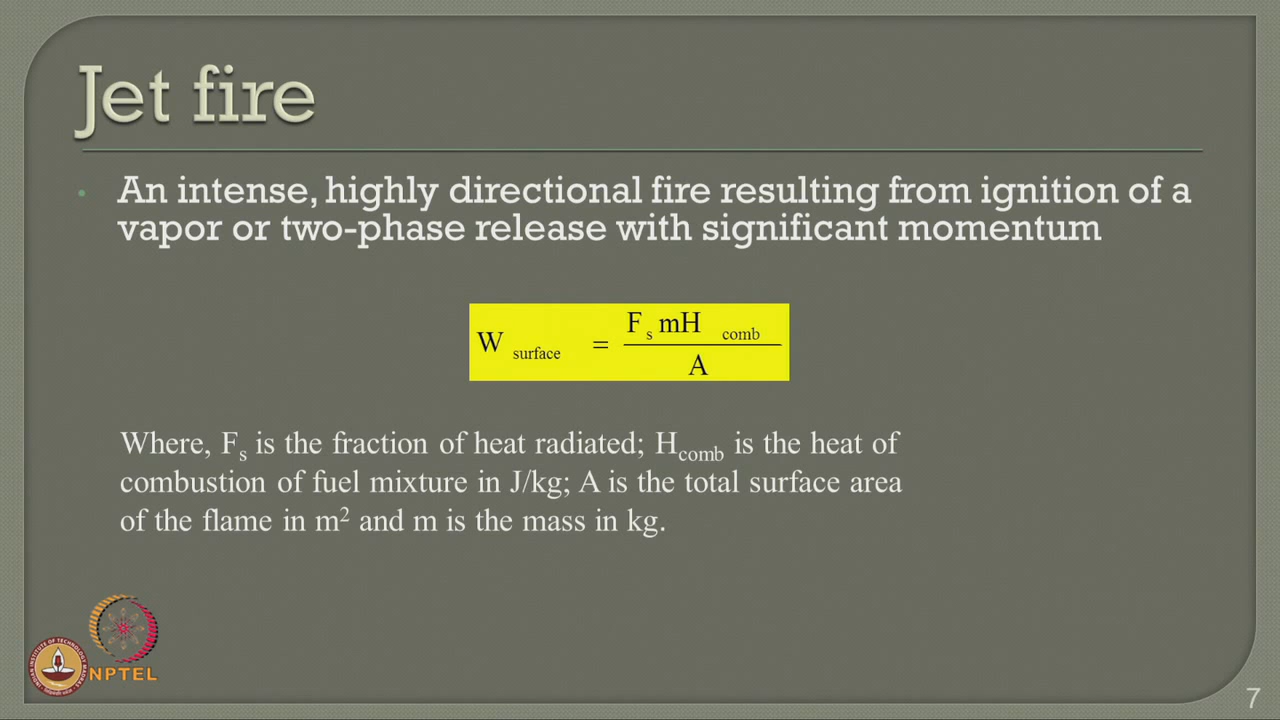 Jet fire
• An intense, highly directional fire resulting from ignition of a
vapor or two-phase release with significant momentum
W surface = F s mH comb / A
Where, Fs is the fraction of heat radiated; Hcomb is the heat of
combustion of fuel mixture in J/kg; A is the total surface area
of the flame in m2 and m is the mass in kg.
NPTEL
7